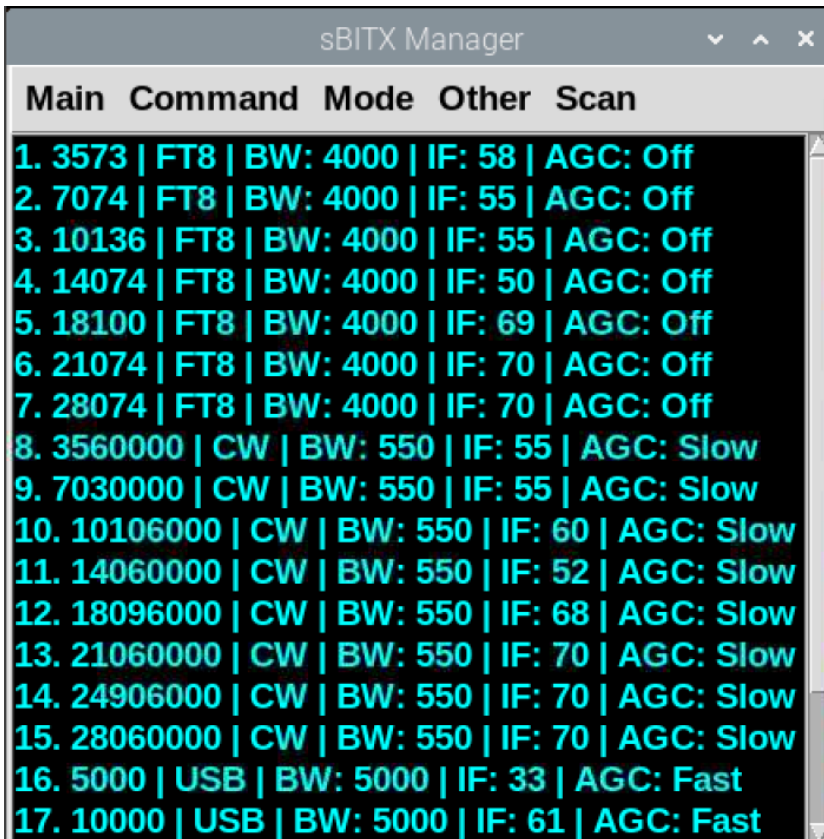 sBITX Manager
Main Command Mode Other Scan
1. 3573 | FT8 | BW: 4000 | IF: 58 | AGC: Off
2. 7074 | FT8 | BW: 4000 | IF: 55 | AGC: Off
3. 10136 | FT8 | BW: 4000 | IF: 55 | AGC: Off
4. 14074 | FT8 | BW: 4000 | IF: 50 | AGC: Off
5. 18100 | FT8 | BW: 4000 | IF: 69 | AGC: Off
6. 21074 | FT8 | BW: 4000 | IF: 70 | AGC: Off
7. 28074 | FT8 | BW: 4000 | IF: 70 | AGC: Off
8. 3560000 | CW | BW: 550 | IF: 55 | AGC: Slow
9. 7030000 | CW | BW: 550 | IF: 55 | AGC: Slow
10. 10106000 | CW | BW: 550 | IF: 60 | AGC: Slow
11. 14060000 | CW | BW: 550 | IF: 52 | AGC: Slow
12. 18096000 | CW | BW: 550 | IF: 68 | AGC: Slow
13. 21060000 | CW | BW: 550 | IF: 70 | AGC: Slow
14. 24906000 | CW | BW: 550 | IF: 70 | AGC: Slow
15. 28060000 | CW | BW: 550 | IF: 70 | AGC: Slow
16. 5000 | USB | BW: 5000 | IF: 33 | AGC: Fast
17. 10000 | USB | BW: 5000 | IF: 61 | AGC: Fast